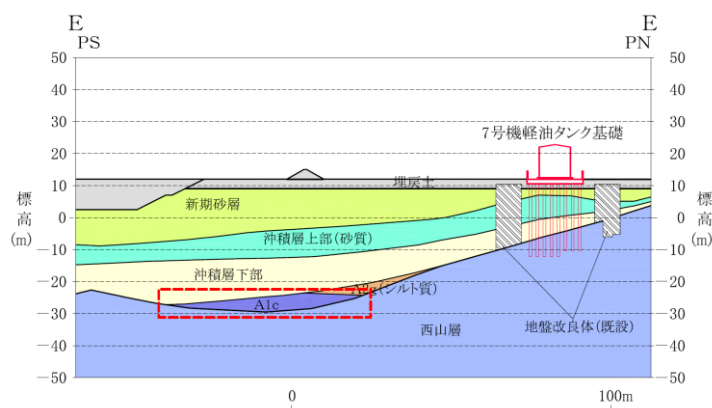 E E
PS PN
50 50
40 40
30 30
7号機軽油タンク基礎
20 20
10 10
埋戻土
新期砂層
標高(m) 標高(m)
0 0
沖積層上部(砂質)
-10 -10
沖積層下部
-20 -20
(シルト質)
A1c
-30 -30
西山層
地盤改良体(既設)
-40 -40
-50 -50
0 100m